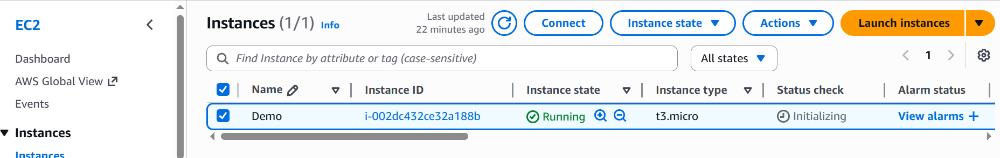 EC2
Dashboard
AWS Global View
Events
Instances
Instances
Instances (1/1) Info
Last updated
22 minutes ago
Connect
Instance state
Actions
Launch instances
Find Instance by attribute or tag (case-sensitive)
All states
1
Name Instance ID Instance state Instance type Status check Alarm status
Demo i-002dc432ce32a188b Running t3.micro Initializing View alarms